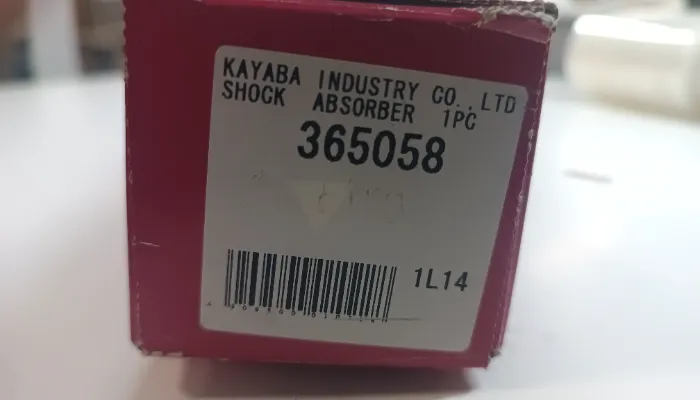 KAYABA INDUSTRY CO.,LTD
SHOCK ABSORBER 1PC
365058
1L14